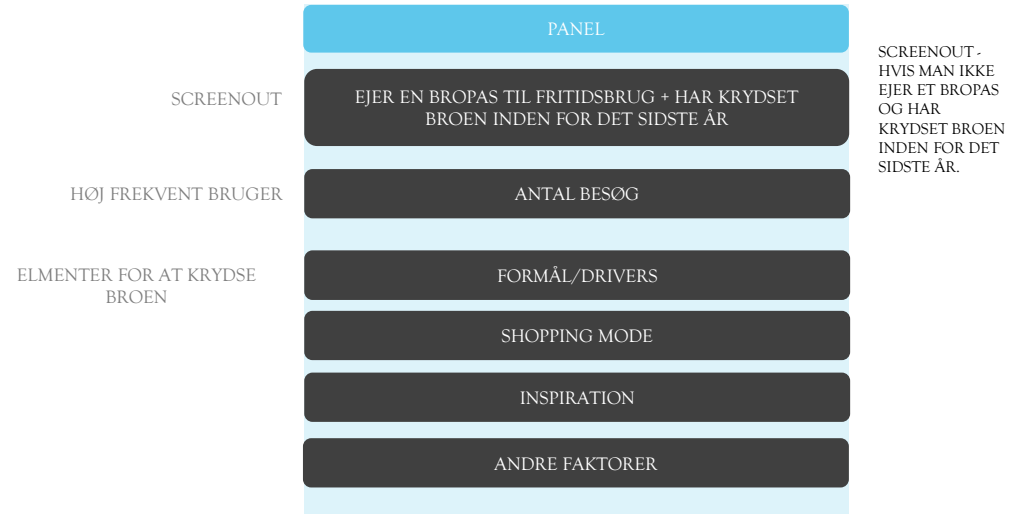 PANEL
SCREENOUT
EJER EN BROPAS TIL FRITIDSBRUG + HAR KRYDSET
BROEN INDEN FOR DET SIDSTE ÅR
SCREENOUT -
HVIS MAN IKKE
EJER ET BROPAS
OG HAR
KRYDSET BROEN
INDEN FOR DET
SIDSTE ÅR.
HØJ FREKVENT BRUGER
ANTAL BESØG
ELMENTER FOR AT KRYDSE
BROEN
FORMÅL/DRIVERS
SHOPPING MODE
INSPIRATION
ANDRE FAKTORER